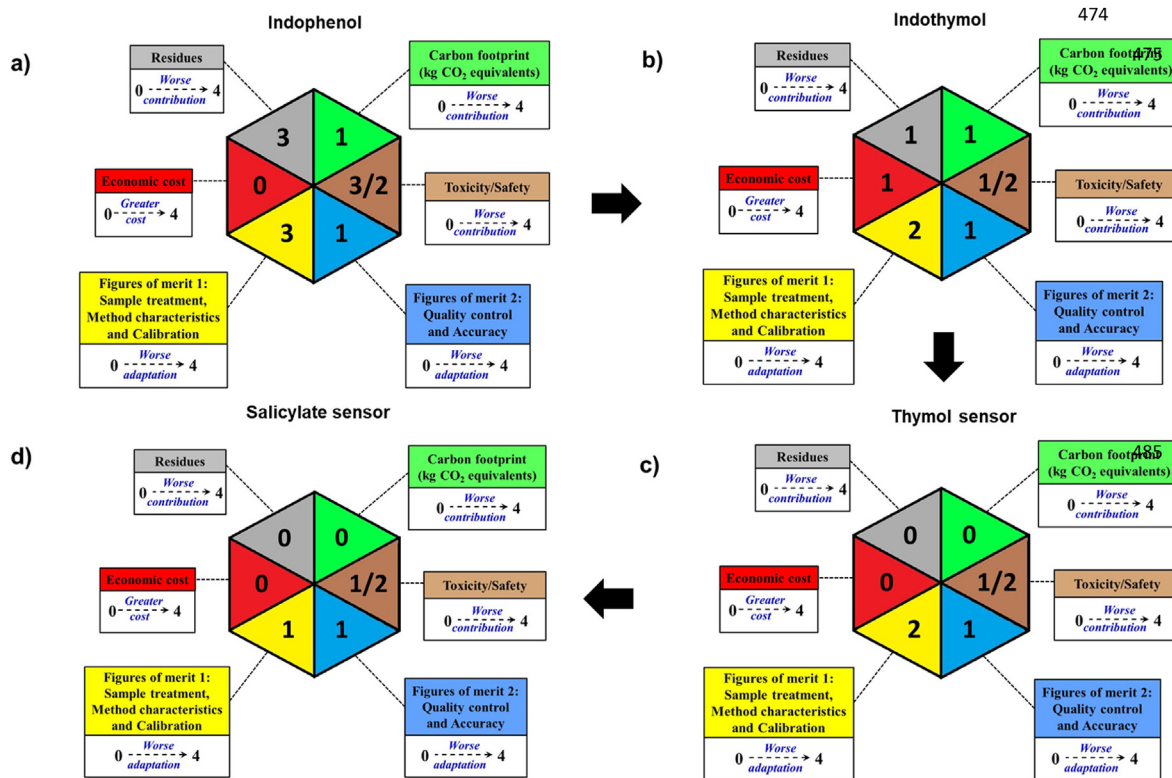 474
Indophenol
a)
Residues
0 Worse 4
contribution
Carbon footprint
(kg CO₂ equivalents)
0 Worse 4
contribution
3
1
Economic cost
0 Greater 4
cost
0
3/2
Toxicity/Safety
0 Worse 4
contribution
3
1
Figures of merit 1:
Sample treatment,
Method characteristics
and Calibration
0 Worse 4
adaptation
Figures of merit 2:
Quality control
and Accuracy
0 Worse 4
adaptation
Indothymol
b)
Residues
0 Worse 4
contribution
475
Carbon footprint
(kg CO₂ equivalents)
0 Worse 4
contribution
1
1
Economic cost
0 Greater 4
cost
1
1/2
Toxicity/Safety
0 Worse 4
contribution
2
1
Figures of merit 1:
Sample treatment,
Method characteristics
and Calibration
0 Worse 4
adaptation
Figures of merit 2:
Quality control
and Accuracy
0 Worse 4
adaptation
Thymol sensor
c)
Residues
0 Worse 4
contribution
485
Carbon footprint
(kg CO₂ equivalents)
0 Worse 4
contribution
0
0
Economic cost
0 Greater 4
cost
0
1/2
Toxicity/Safety
0 Worse 4
contribution
2
1
Figures of merit 1:
Sample treatment,
Method characteristics
and Calibration
0 Worse 4
adaptation
Figures of merit 2:
Quality control
and Accuracy
0 Worse 4
adaptation
Salicylate sensor
d)
Residues
0 Worse 4
contribution
Carbon footprint
(kg CO₂ equivalents)
0 Worse 4
contribution
0
0
Economic cost
0 Greater 4
cost
0
1/2
Toxicity/Safety
0 Worse 4
contribution
1
1
Figures of merit 1:
Sample treatment,
Method characteristics
and Calibration
0 Worse 4
adaptation
Figures of merit 2:
Quality control
and Accuracy
0 Worse 4
adaptation